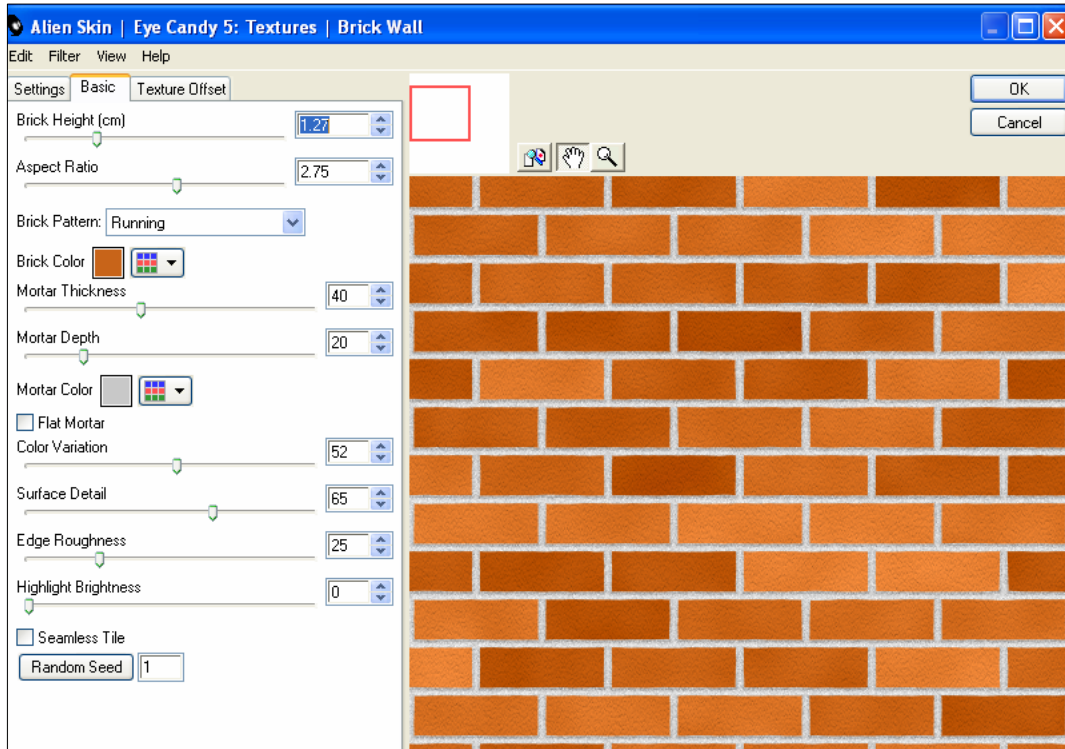 Alien Skin | Eye Candy 5: Textures | Brick Wall
Edit Filter View Help
Settings Basic Texture Offset
OK
Cancel
Brick Height (cm) 1.27
Aspect Ratio 2.75
Brick Pattern: Running
Brick Color
Mortar Thickness 40
Mortar Depth 20
Mortar Color
Flat Mortar
Color Variation 52
Surface Detail 65
Edge Roughness 25
Highlight Brightness 0
Seamless Tile
Random Seed 1